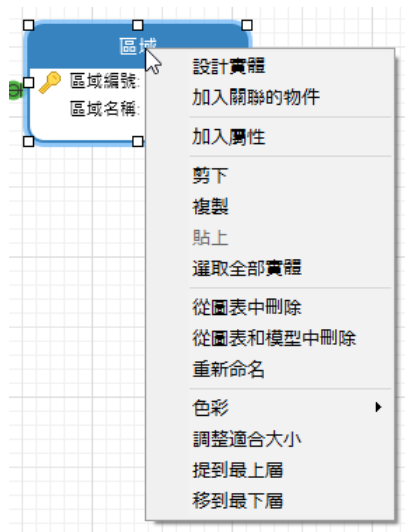 區域
區域編號:
區域名稱:
設計實體
加入關聯的物件
加入屬性
剪下
複製
貼上
選取全部實體
從圖表中刪除
從圖表和模型中刪除
重新命名
色彩
調整適合大小
提到最上層
移到最下層